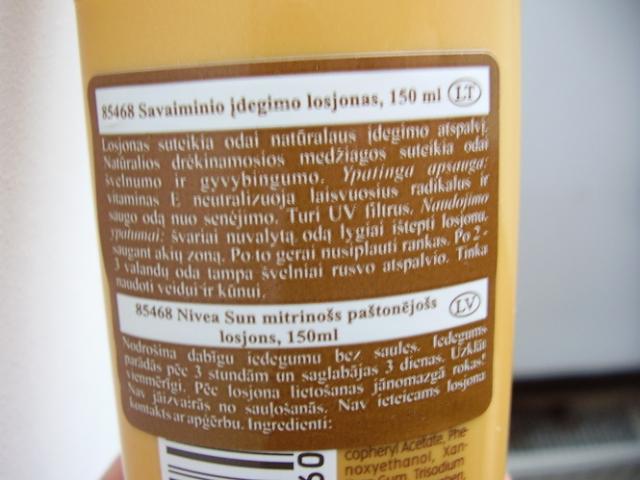 85468 Savaiminio įdegimo losjonas, 150 ml LT
Losjonas suteikia odai natūralaus įdegimo atspalvį.
Natūralios drėkinamosios medžiagos suteikia odai
švelnumo ir gyvybingumo. Ypatinga apsauga:
vitaminas E neutralizuoja laisvuosius radikalus ir
saugo odą nuo senėjimo. Turi UV filtrus. Naudojimo
ypatumai: švariai nuvalytą odą lygiai ištepti losjonu,
saugant akių zoną. Po to gerai nusiplauti rankas. Po 2 -
3 valandų oda tampa švelniai rusvo atspalvio. Tinka
naudoti veidui ir kūnui.
85468 Nivea Sun mitrinošs paštonējošs LV
losjons, 150ml
Nodrošina dabīgu iedegumu bez saules. Iedegums
parādās pēc 3 stundām un saglabājas 3 dienas. Uzklāt
vienmērīgi. Pēc losjona lietošanas jānomazgā rokas!
Nav jāizvairās no sauļošanās. Nav ieteicams losjona
kontakts ar apģērbu. Ingredienti:
copheryl Acetate, Phe-
noxyethanol, Xan-
Gum, Trisodium